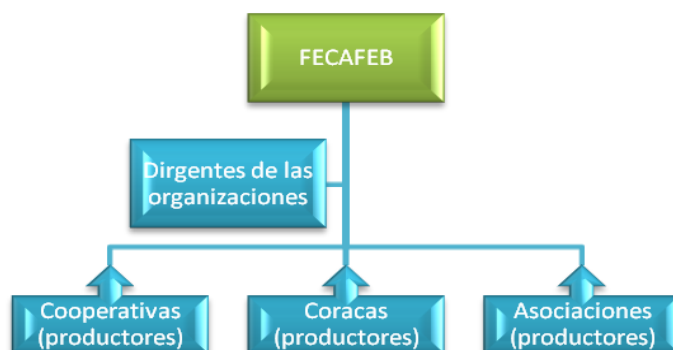 FECAFEB
Dirgentes de las
organizaciones
Cooperativas
(productores)
Coracas
(productores)
Asociaciones
(productores)